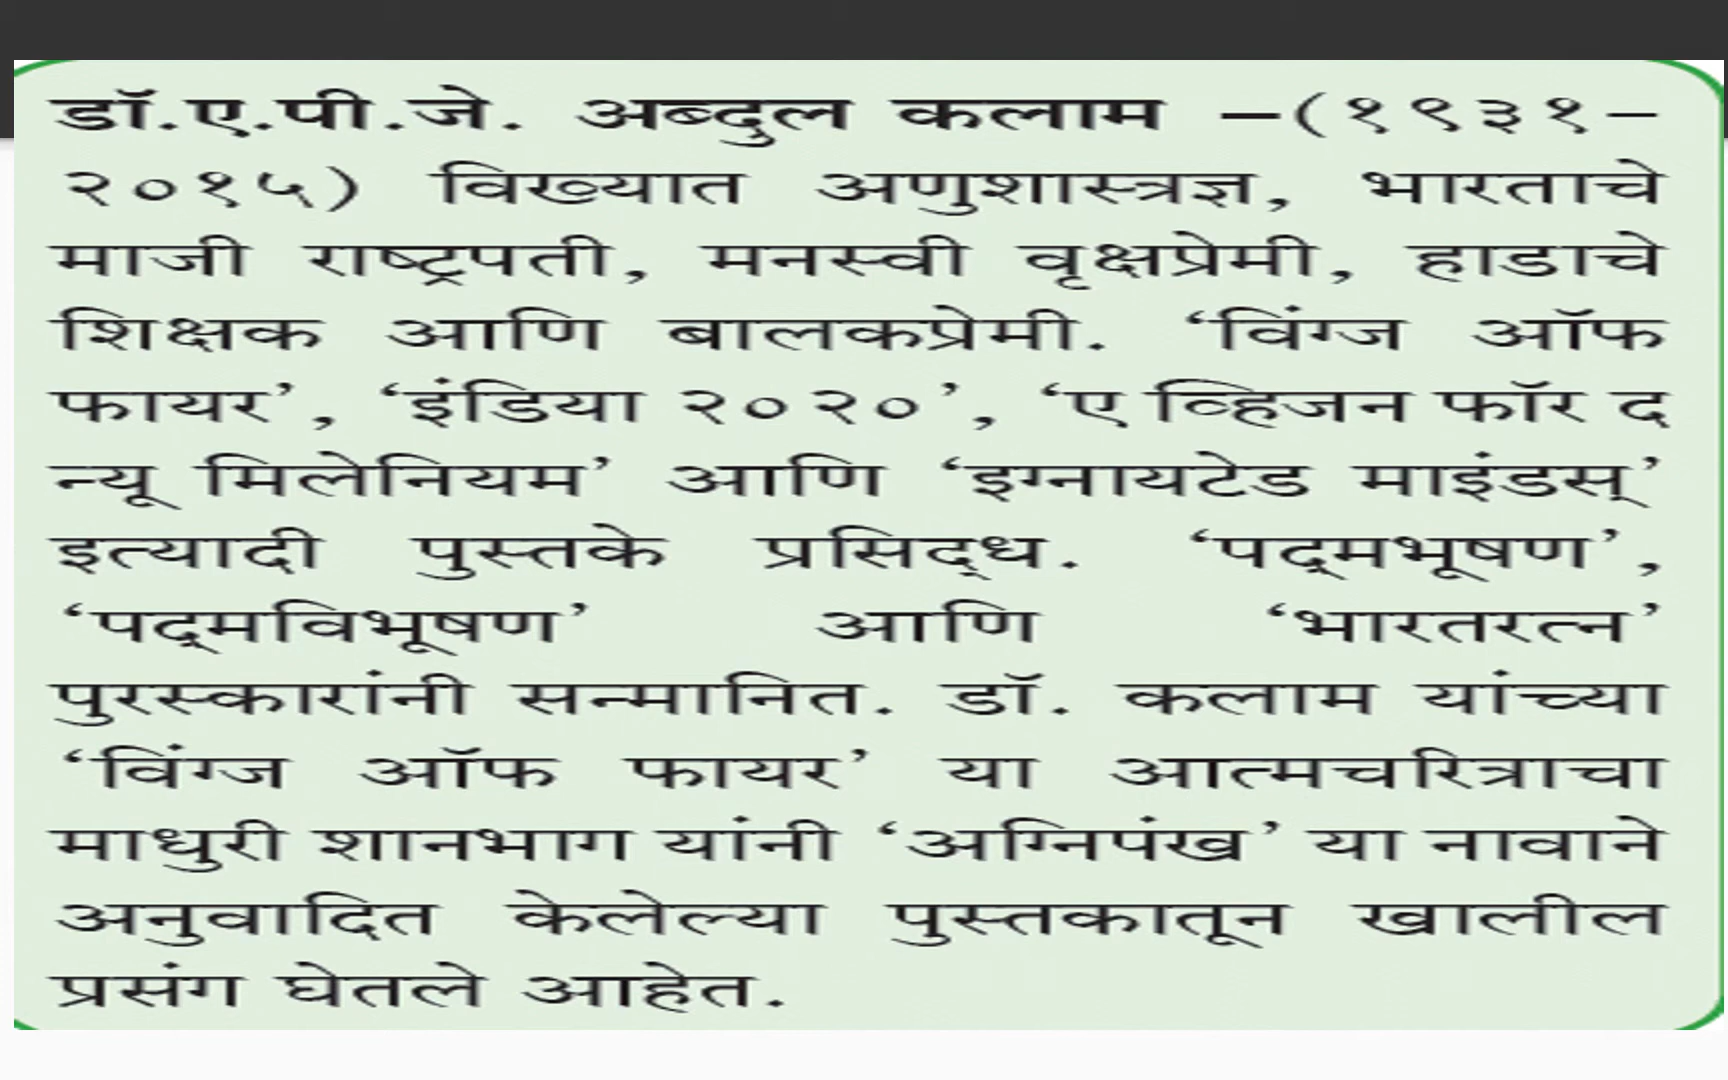 डॉ.ए.पी.जे. अब्दुल कलाम –(१९३१–
२०१५) विख्यात अणुशास्त्रज्ञ, भारताचे
माजी राष्ट्रपती, मनस्वी वृक्षप्रेमी, हाडाचे
शिक्षक आणि बालकप्रेमी. ‘विंग्ज ऑफ
फायर’, ‘इंडिया २०२०’, ‘ए व्हिजन फॉर द
न्यू मिलेनियम’ आणि ‘इग्नायटेड माइंडस्’
इत्यादी पुस्तके प्रसिद्ध. ‘पद्मभूषण’,
‘पद्मविभूषण’ आणि ‘भारतरत्न’
पुरस्कारांनी सन्मानित. डॉ. कलाम यांच्या
‘विंग्ज ऑफ फायर’ या आत्मचरित्राचा
माधुरी शानभाग यांनी ‘अग्निपंख’ या नावाने
अनुवादित केलेल्या पुस्तकातून खालील
प्रसंग घेतले आहेत.